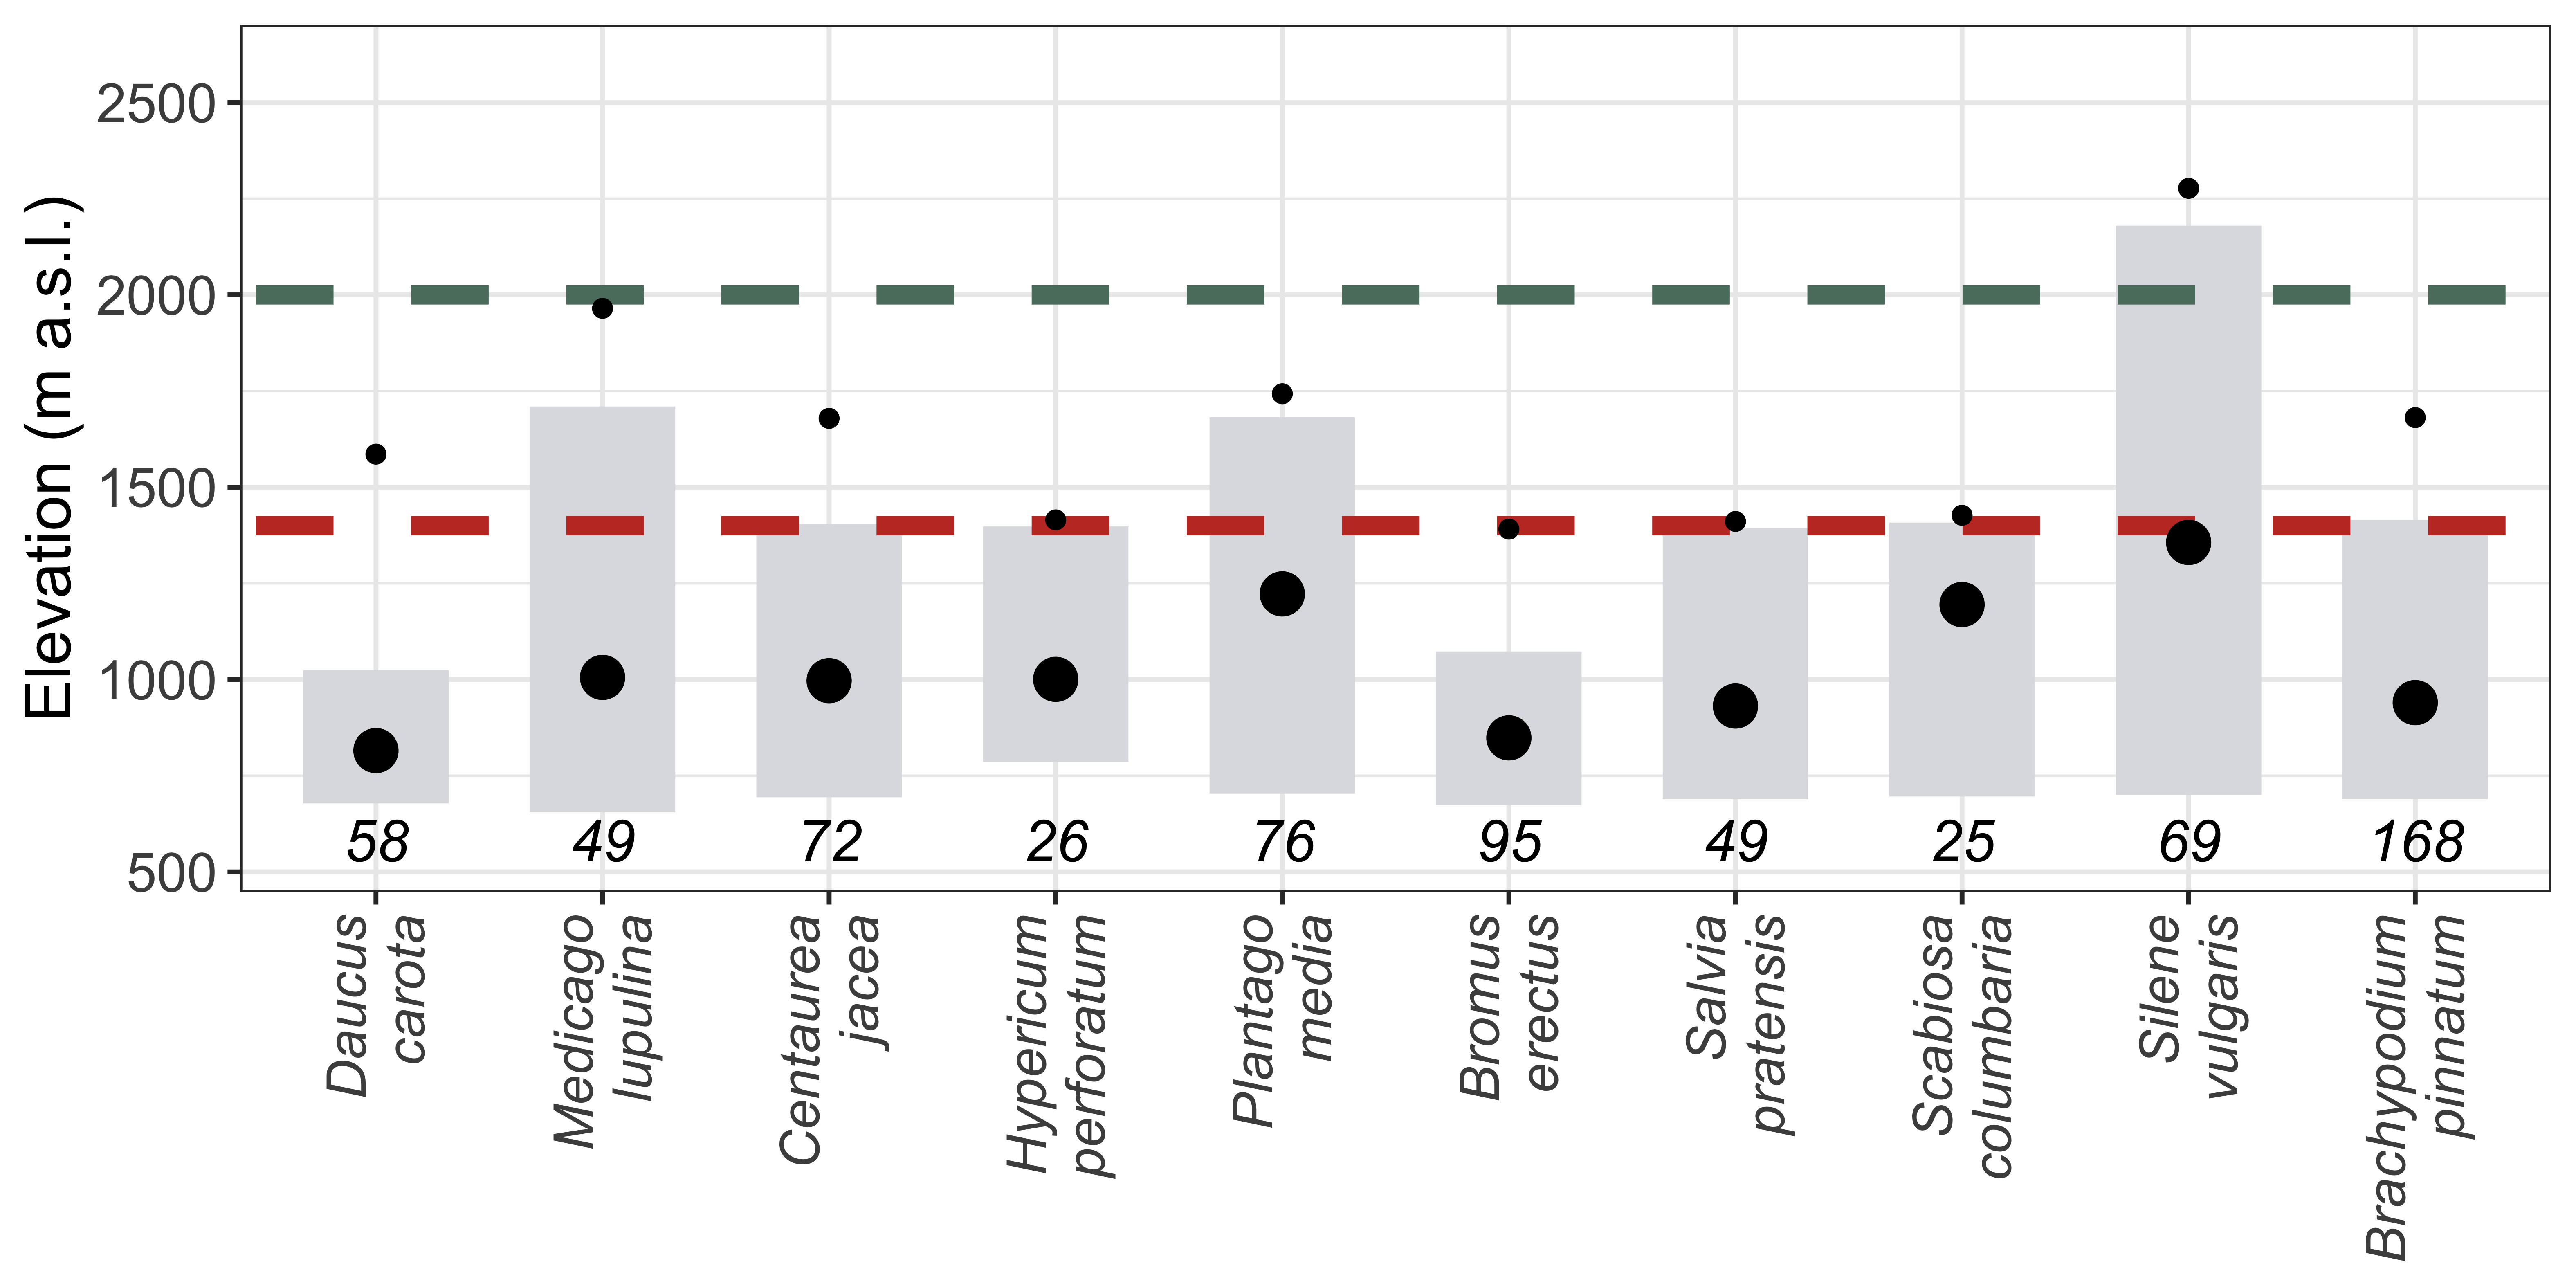 Elevation (m a.s.l.)
2500
2000
1500
1000
500
58
49
72
26
76
95
49
25
69
168
Daucus
carota
Medicago
lupulina
Centaurea
jacea
Hypericum
perforatum
Plantago
media
Bromus
erectus
Salvia
pratensis
Scabiosa
columbaria
Silene
vulgaris
Brachypodium
pinnatum